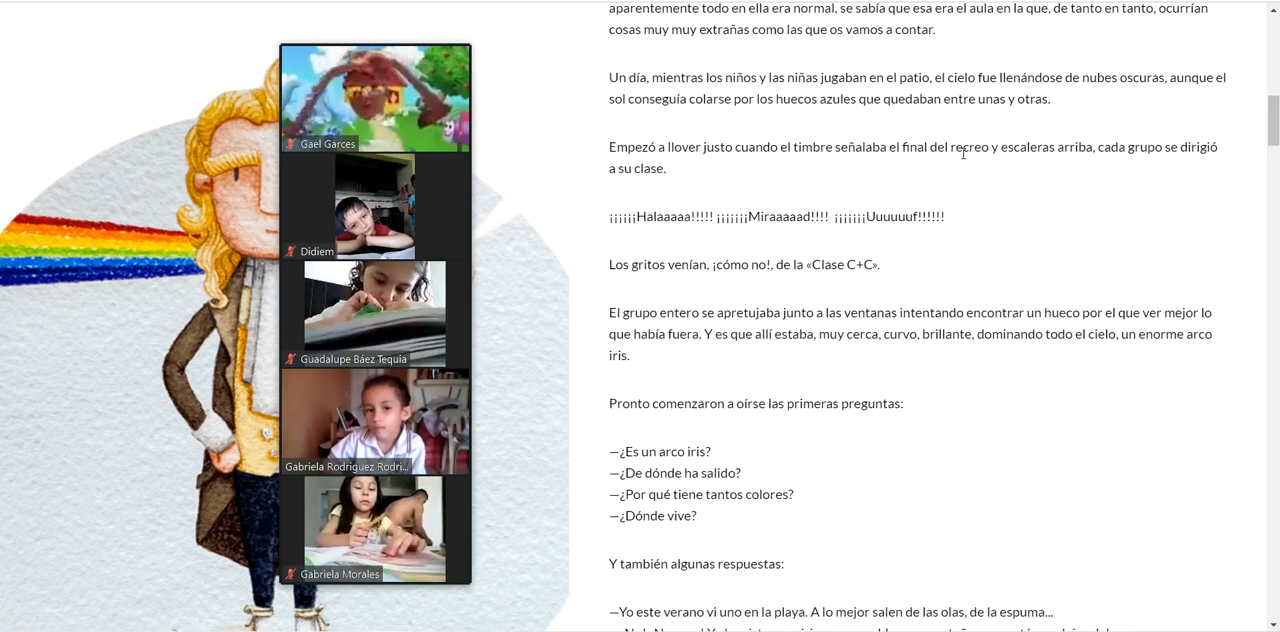 aparentemente todo en ella era normal, se sabía que esa era el aula en la que, de tanto en tanto, ocurrían
cosas muy muy extrañas como las que os vamos a contar.
Un día, mientras los niños y las niñas jugaban en el patio, el cielo fue llenándose de nubes oscuras, aunque el
sol conseguía colarse por los huecos azules que quedaban entre unas y otras.
Empezó a llover justo cuando el timbre señalaba el final del recreo y escaleras arriba, cada grupo se dirigió
a su clase.
¡¡¡¡¡¡Halaaaaa!!!!! ¡¡¡¡¡¡¡Miraaaaad!!!! ¡¡¡¡¡¡¡Uuuuuuf!!!!!!
Los gritos venían, ¡cómo no!, de la «Clase C+C».
El grupo entero se apretujaba junto a las ventanas intentando encontrar un hueco por el que ver mejor lo
que había fuera. Y es que allí estaba, muy cerca, curvo, brillante, dominando todo el cielo, un enorme arco
iris.
Pronto comenzaron a oírse las primeras preguntas:
—¿Es un arco iris?
—¿De dónde ha salido?
—¿Por qué tiene tantos colores?
—¿Dónde vive?
Y también algunas respuestas:
—Yo este verano vi uno en la playa. A lo mejor salen de las olas, de la espuma...
Gael Garces
Didiem
Guadalupe Báez Tequia
Gabriela Rodriguez Rodri...
Gabriela Morales